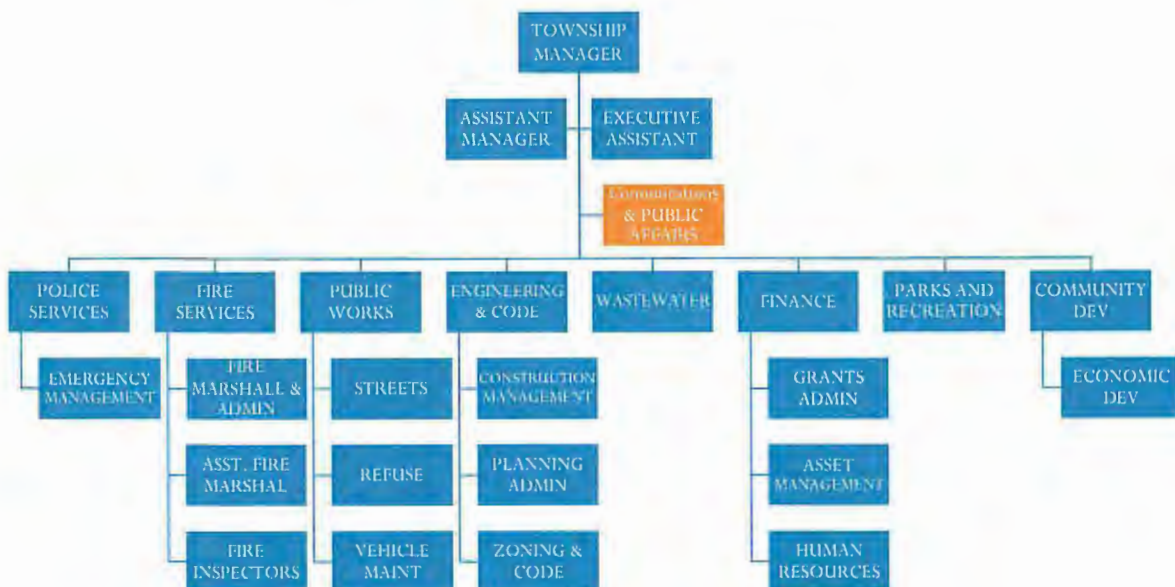 TOWNSHIP
MANAGER
ASSISTANT
MANAGER
EXECUTIVE
ASSISTANT
Communications
& PUBLIC
AFFAIRS
POLICE
SERVICES
FIRE
SERVICES
PUBLIC
WORKS
ENGINEERING
& CODE
WASTEWATER
FINANCE
PARKS AND
RECREATION
COMMUNITY
DEV
EMERGENCY
MANAGEMENT
FIRE
MARSHALL &
ADMIN
STREETS
CONSTRUCTION
MANAGEMENT
GRANTS
ADMIN
ECONOMIC
DEV
ASST. FIRE
MARSHAL
REFUSE
PLANNING
ADMIN
ASSET
MANAGEMENT
FIRE
INSPECTORS
VEHICLE
MAINT
ZONING &
CODE
HUMAN
RESOURCES